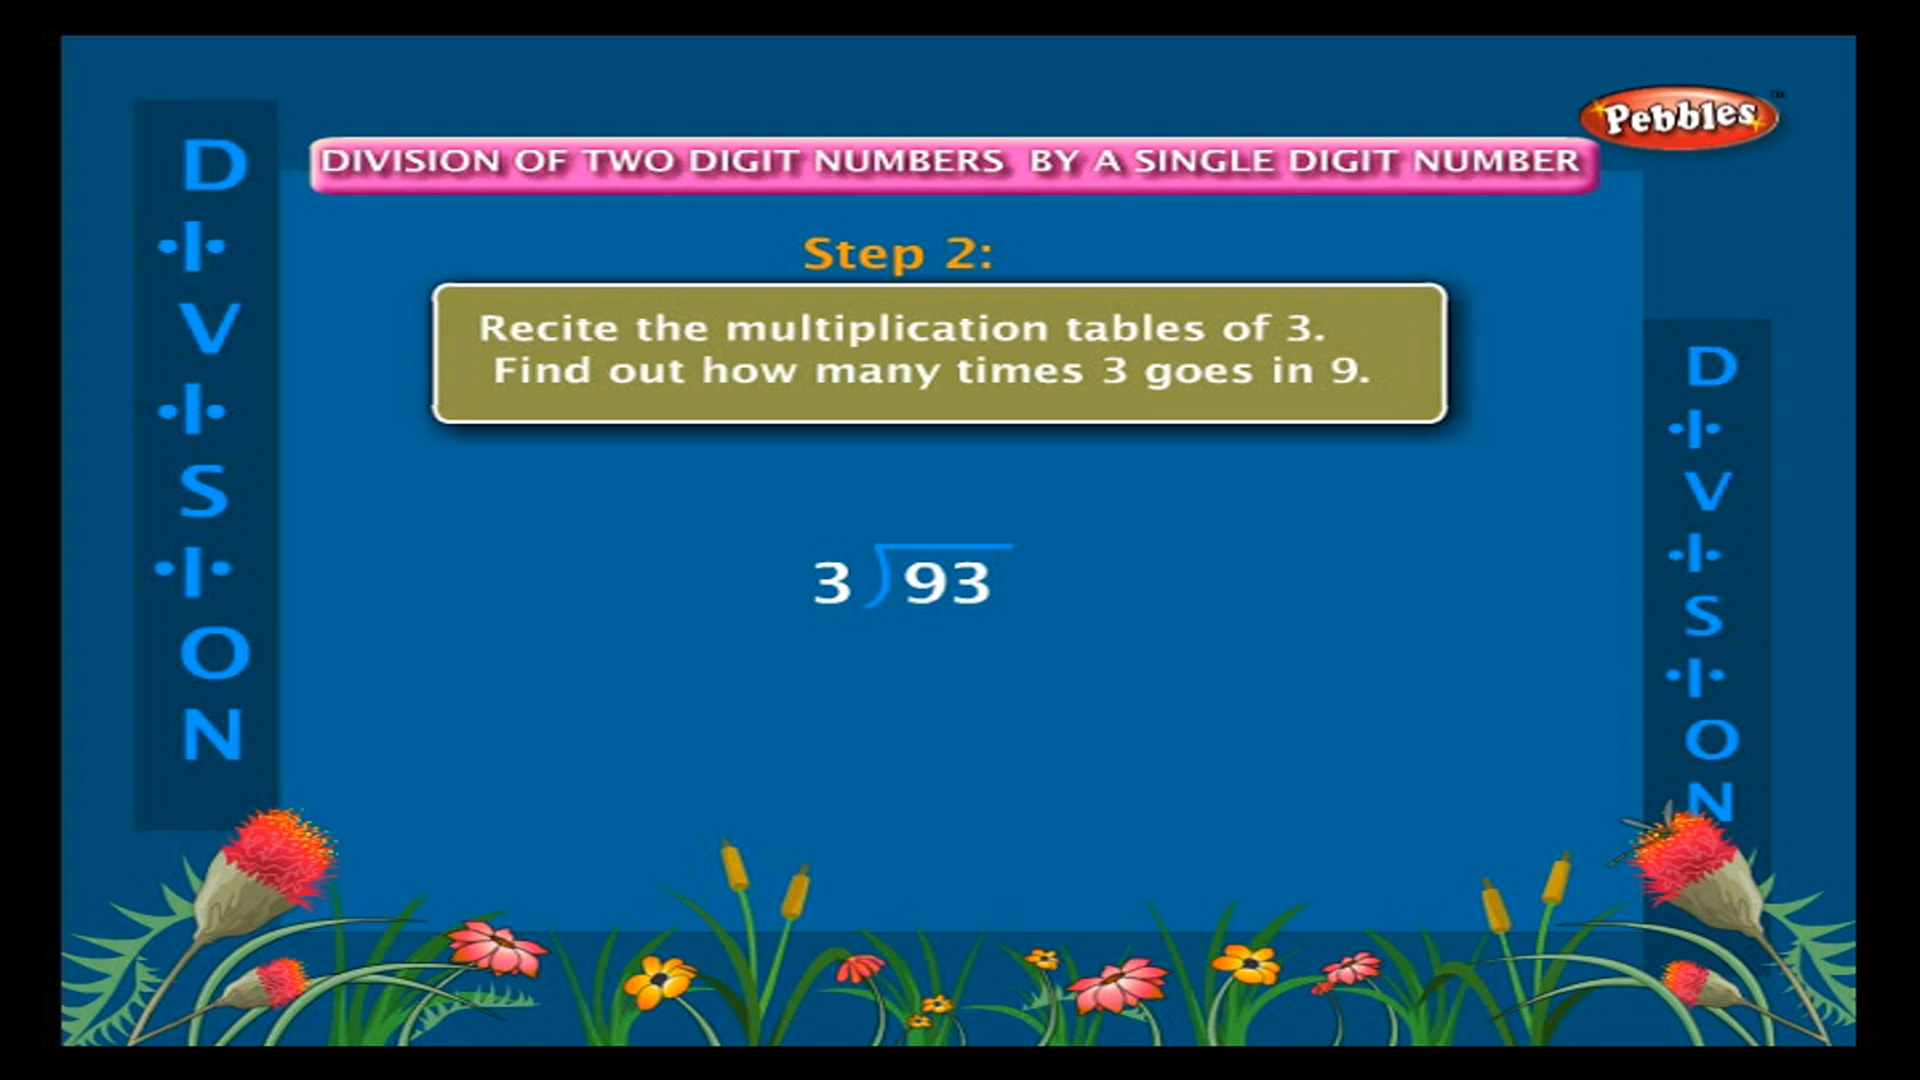 Pebbles™
DIVISION OF TWO DIGIT NUMBERS BY A SINGLE DIGIT NUMBER
Step 2:
Recite the multiplication tables of 3.
Find out how many times 3 goes in 9.
3 93
D
I
V
I
S
I
O
N
D
I
V
I
S
I
O
N